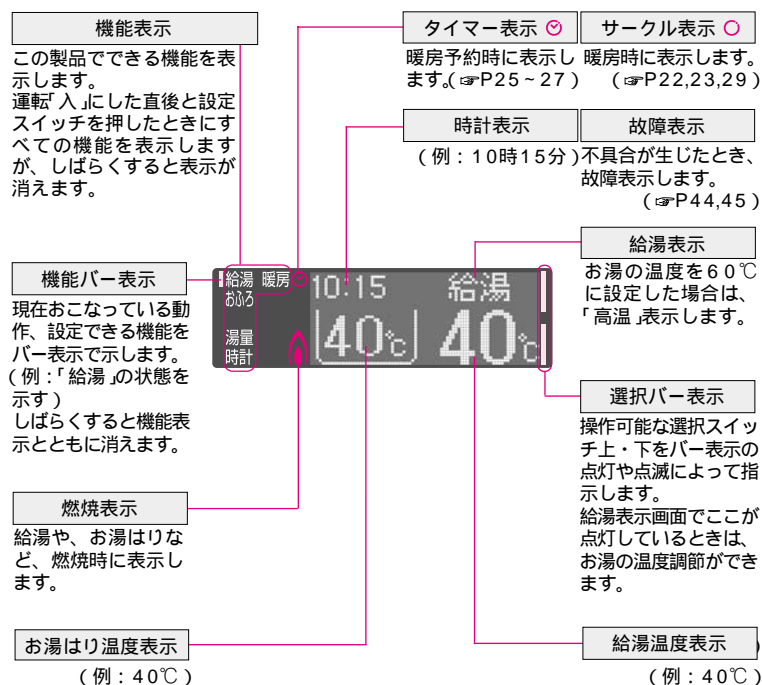 機能表示
この製品でできる機能を表
示します。
運転「入」にした直後と設定
スイッチを押したときにす
べての機能を表示します
が、しばらくすると表示が
消えます。
タイマー表示
暖房予約時に表示し
ます。(☞P25~27)
サークル表示
暖房時に表示します。
(☞P22,23,29)
時計表示
(例:10時15分)
故障表示
不具合が生じたとき、
故障表示します。
(☞P44,45)
給湯表示
お湯の温度を60℃
に設定した場合は、
「高温」表示します。
機能バー表示
現在おこなっている動
作、設定できる機能を
バー表示で示します。
(例:「給湯」の状態を
示す)
しばらくすると機能表
示とともに消えます。
給湯 暖房
おふろ
湯量
時計
10:15
給湯
40℃
40℃
選択バー表示
操作可能な選択スイッ
チ上・下をバー表示の
点灯や点滅によって指
示します。
給湯表示画面でここが
点灯しているときは、
お湯の温度調節ができ
ます。
燃焼表示
給湯や、お湯はりな
ど、燃焼時に表示し
ます。
お湯はり温度表示
(例:40℃)
給湯温度表示
(例:40℃)